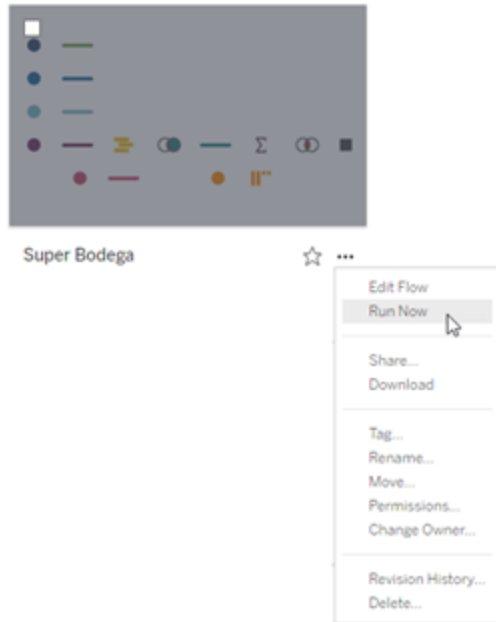 Super Bodega
Edit Flow
Run Now
Share...
Download
Tag...
Rename...
Move...
Permissions...
Change Owner...
Revision History...
Delete...